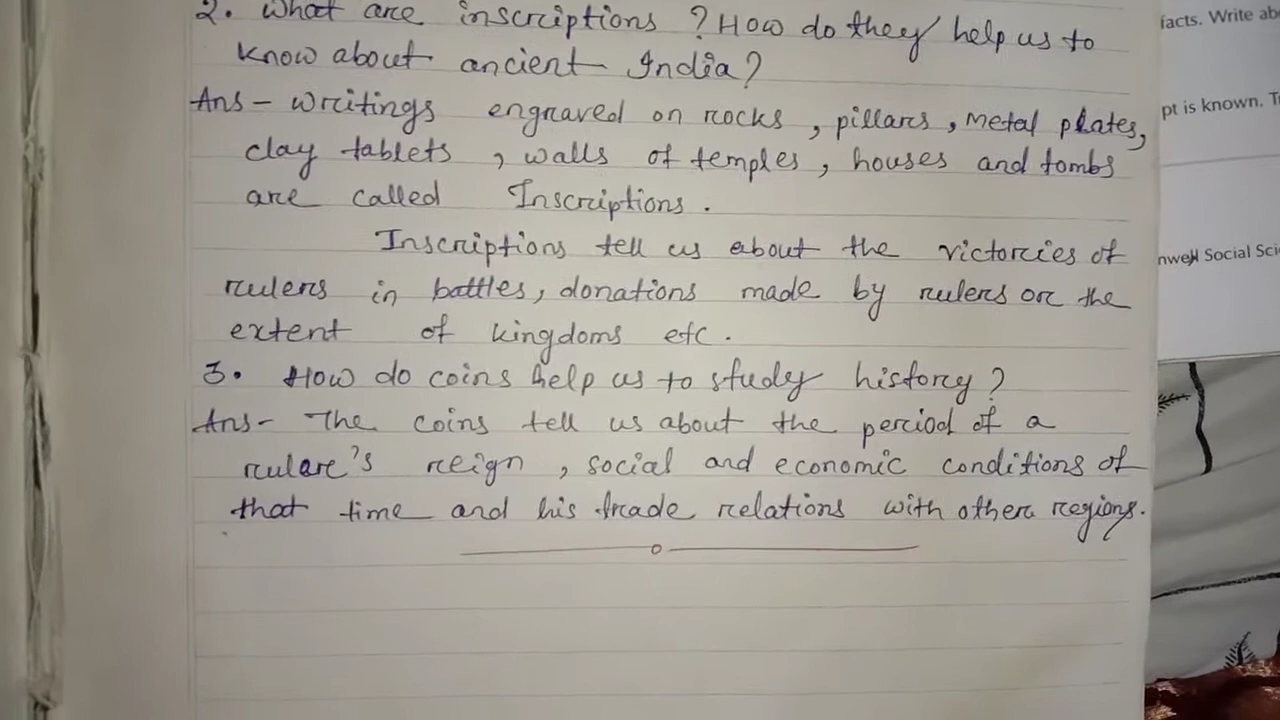 2. What are inscriptions ? How do they help us to
know about ancient India?
Ans - writings engraved on rocks, pillars, metal plates,
clay tablets, walls of temples, houses and tombs
are called Inscriptions.
Inscriptions tell us about the victories of
rulers in battles, donations made by rulers or the
extent of kingdoms etc.
3. How do coins help us to study history?
Ans- The coins tell us about the period of a
rular's reign, social and economic conditions of
that time and his trade relations with other regions.
facts. Write ab
pt is known. T
nwell Social Sci